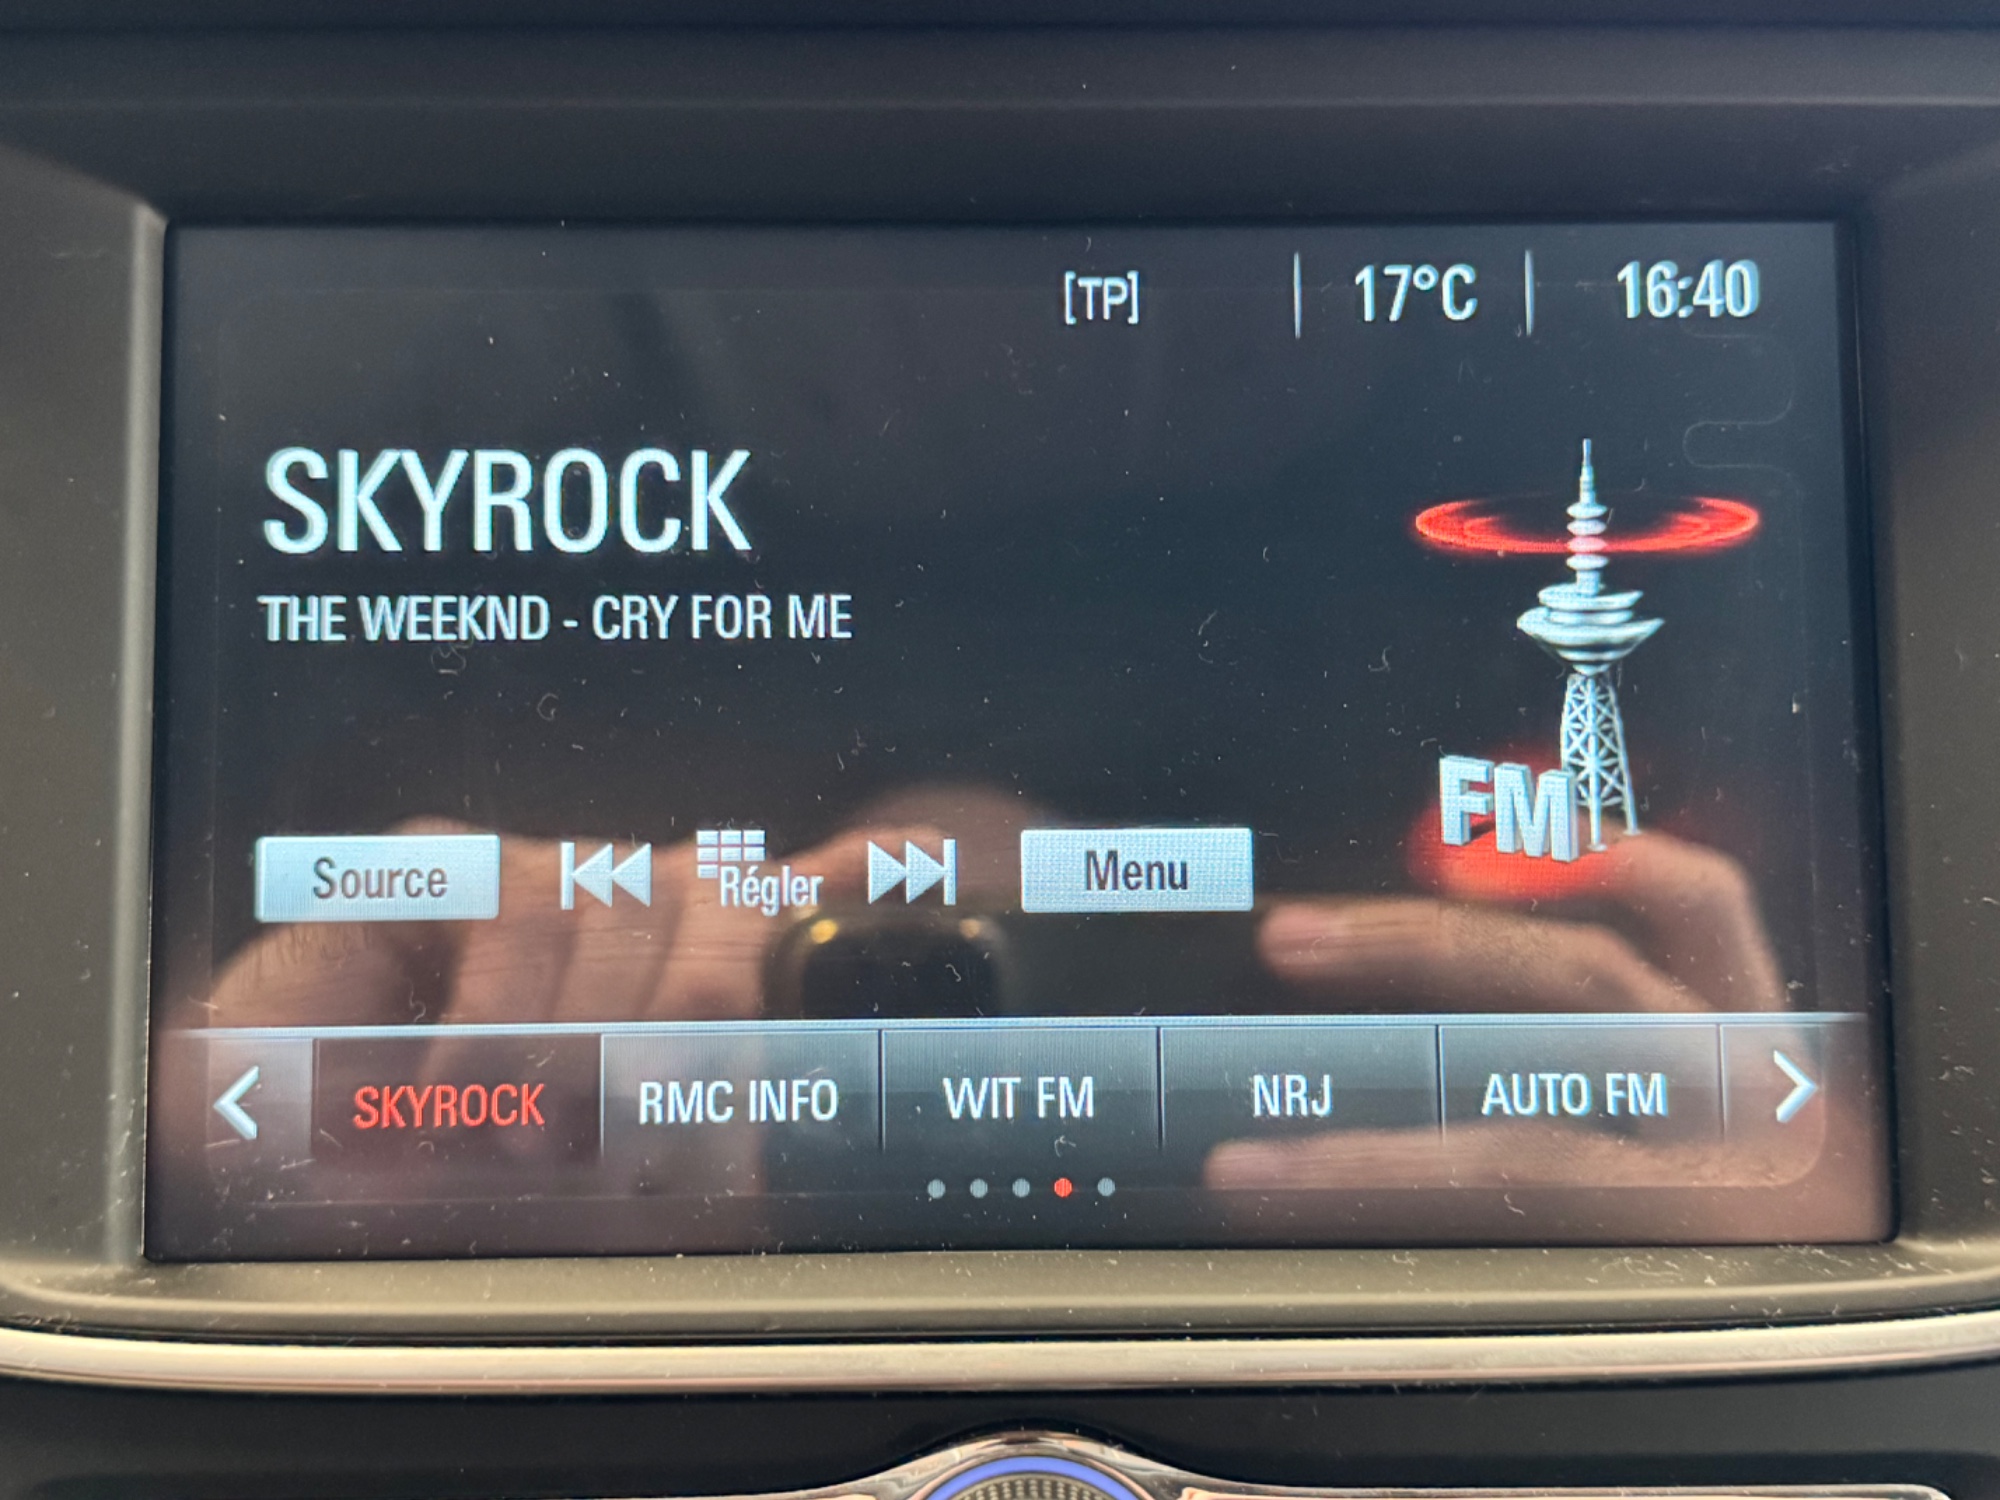 [TP] 17°C 16:40
SKYROCK
THE WEEKND - CRY FOR ME
FM
Source Régler Menu
SKYROCK RMC INFO WIT FM NRJ AUTO FM